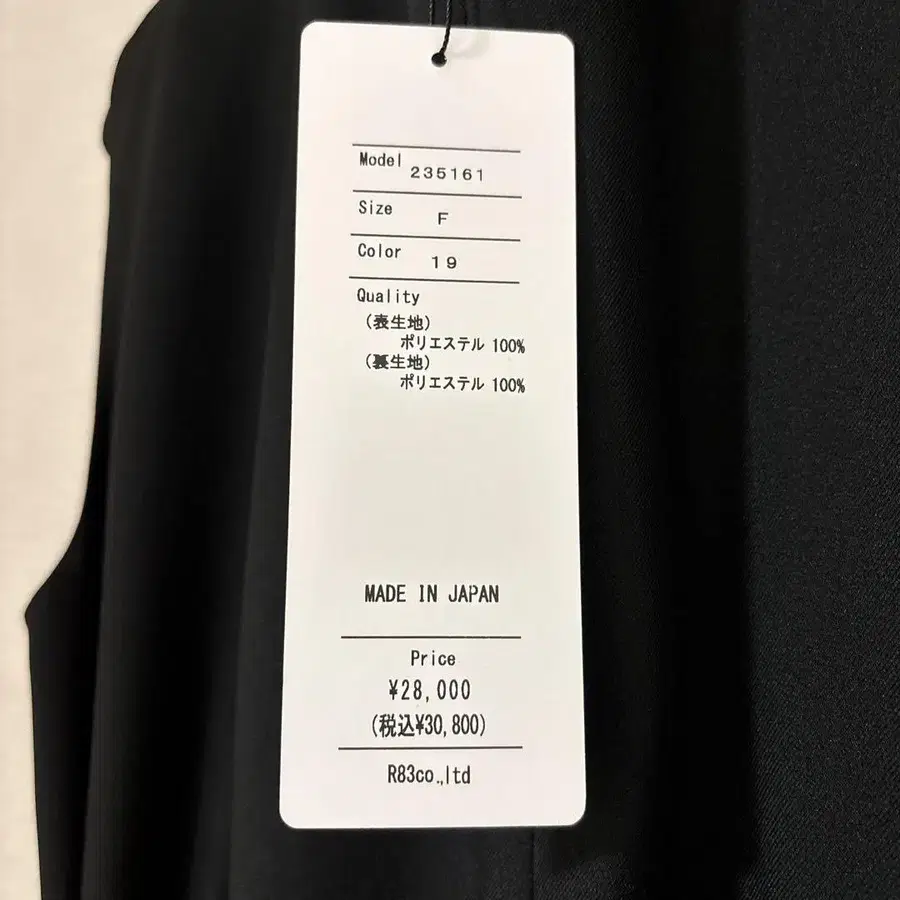 Model 235161
Size F
Color 19
Quality
(表生地)
ポリエステル 100%
(裏生地)
ポリエステル 100%
MADE IN JAPAN
Price
¥28,000
(税込¥30,800)
R83co.,ltd